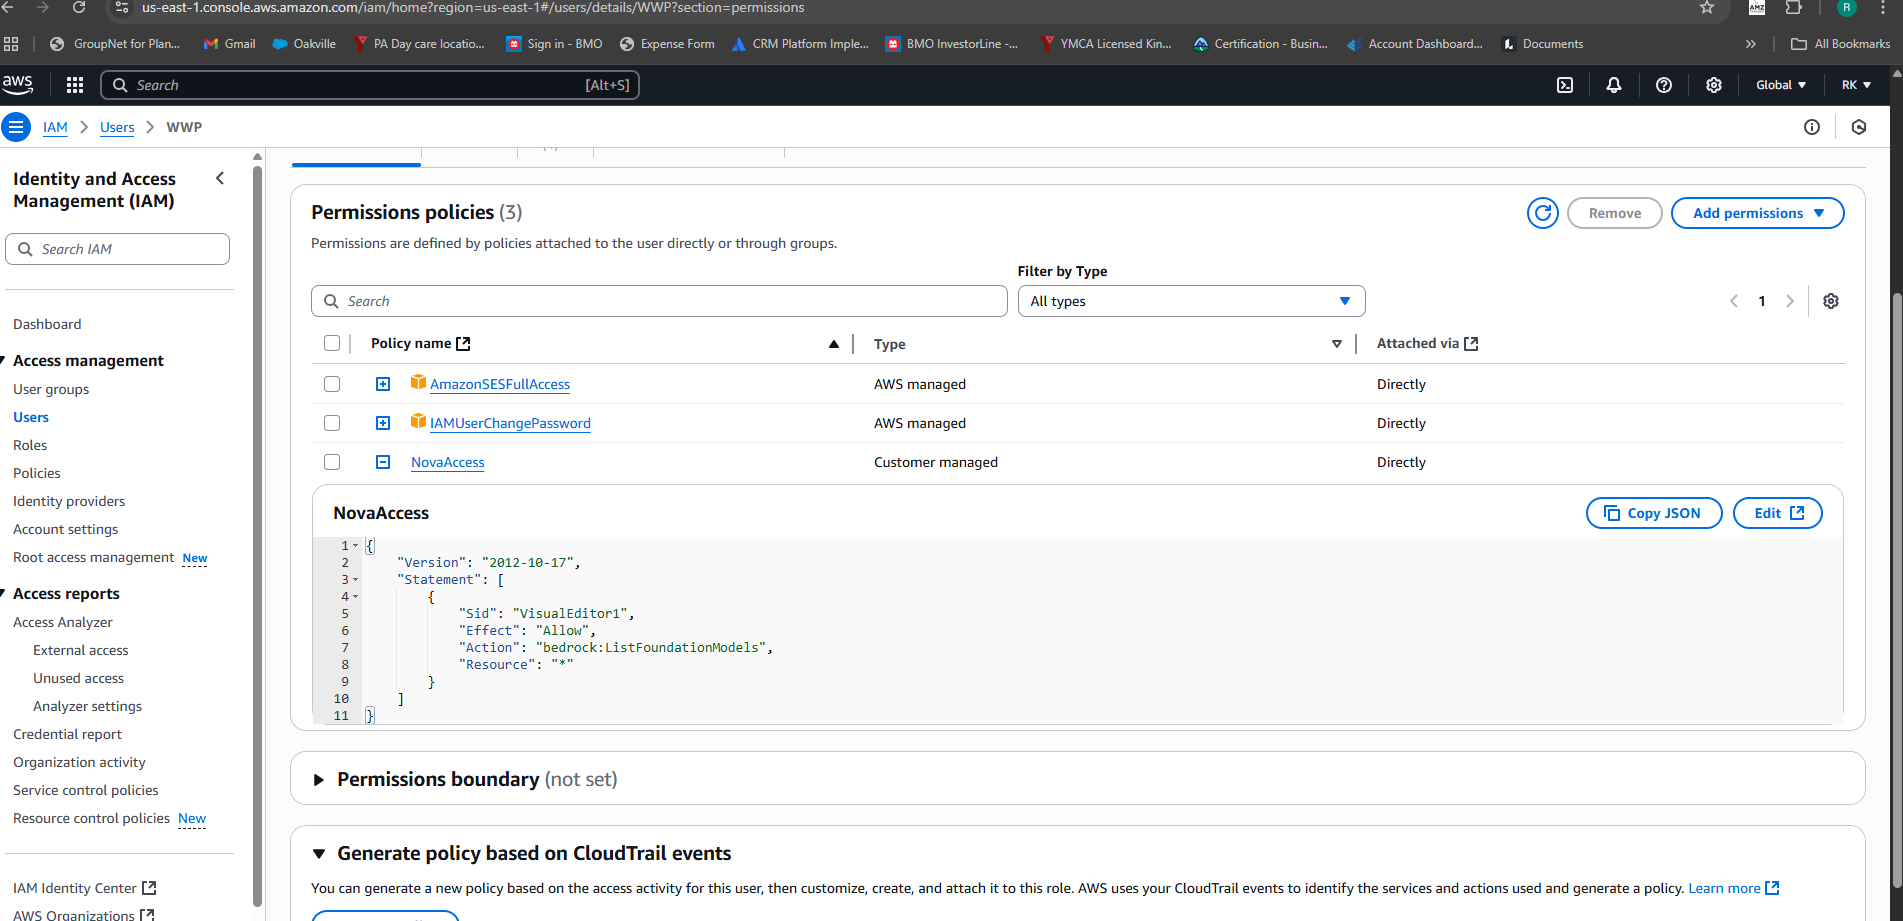 us-east-1.console.aws.amazon.com/iam/home?region=us-east-1#/users/details/WWP?section=permissions
AMZ
R
GroupNet for Plan...
Gmail
Oakville
PA Day care locatio...
Sign in - BMO
Expense Form
CRM Platform Imple...
BMO InvestorLine -...
YMCA Licensed Kin...
Certification - Busin...
Account Dashboard...
Documents
»
All Bookmarks
aws
Search
[Alt+S]
Global
RK
IAM
Users
WWP
Identity and Access
Management (IAM)
Search IAM
Dashboard
Access management
User groups
Users
Roles
Policies
Identity providers
Account settings
Root access management New
Access reports
Access Analyzer
External access
Unused access
Analyzer settings
Credential report
Organization activity
Service control policies
Resource control policies New
IAM Identity Center
AWS Organizations
Permissions policies (3)
Remove
Add permissions
Permissions are defined by policies attached to the user directly or through groups.
Filter by Type
Search
All types
1
Policy name
Type
Attached via
AmazonSESFullAccess
AWS managed
Directly
IAMUserChangePassword
AWS managed
Directly
NovaAccess
Customer managed
Directly
NovaAccess
Copy JSON
Edit
1 {
2 "Version": "2012-10-17",
3 "Statement": [
4 {
5 "Sid": "VisualEditor1",
6 "Effect": "Allow",
7 "Action": "bedrock:ListFoundationModels",
8 "Resource": "*"
9 }
10 ]
11 }
Permissions boundary (not set)
Generate policy based on CloudTrail events
You can generate a new policy based on the access activity for this user, then customize, create, and attach it to this role. AWS uses your CloudTrail events to identify the services and actions used and generate a policy. Learn more